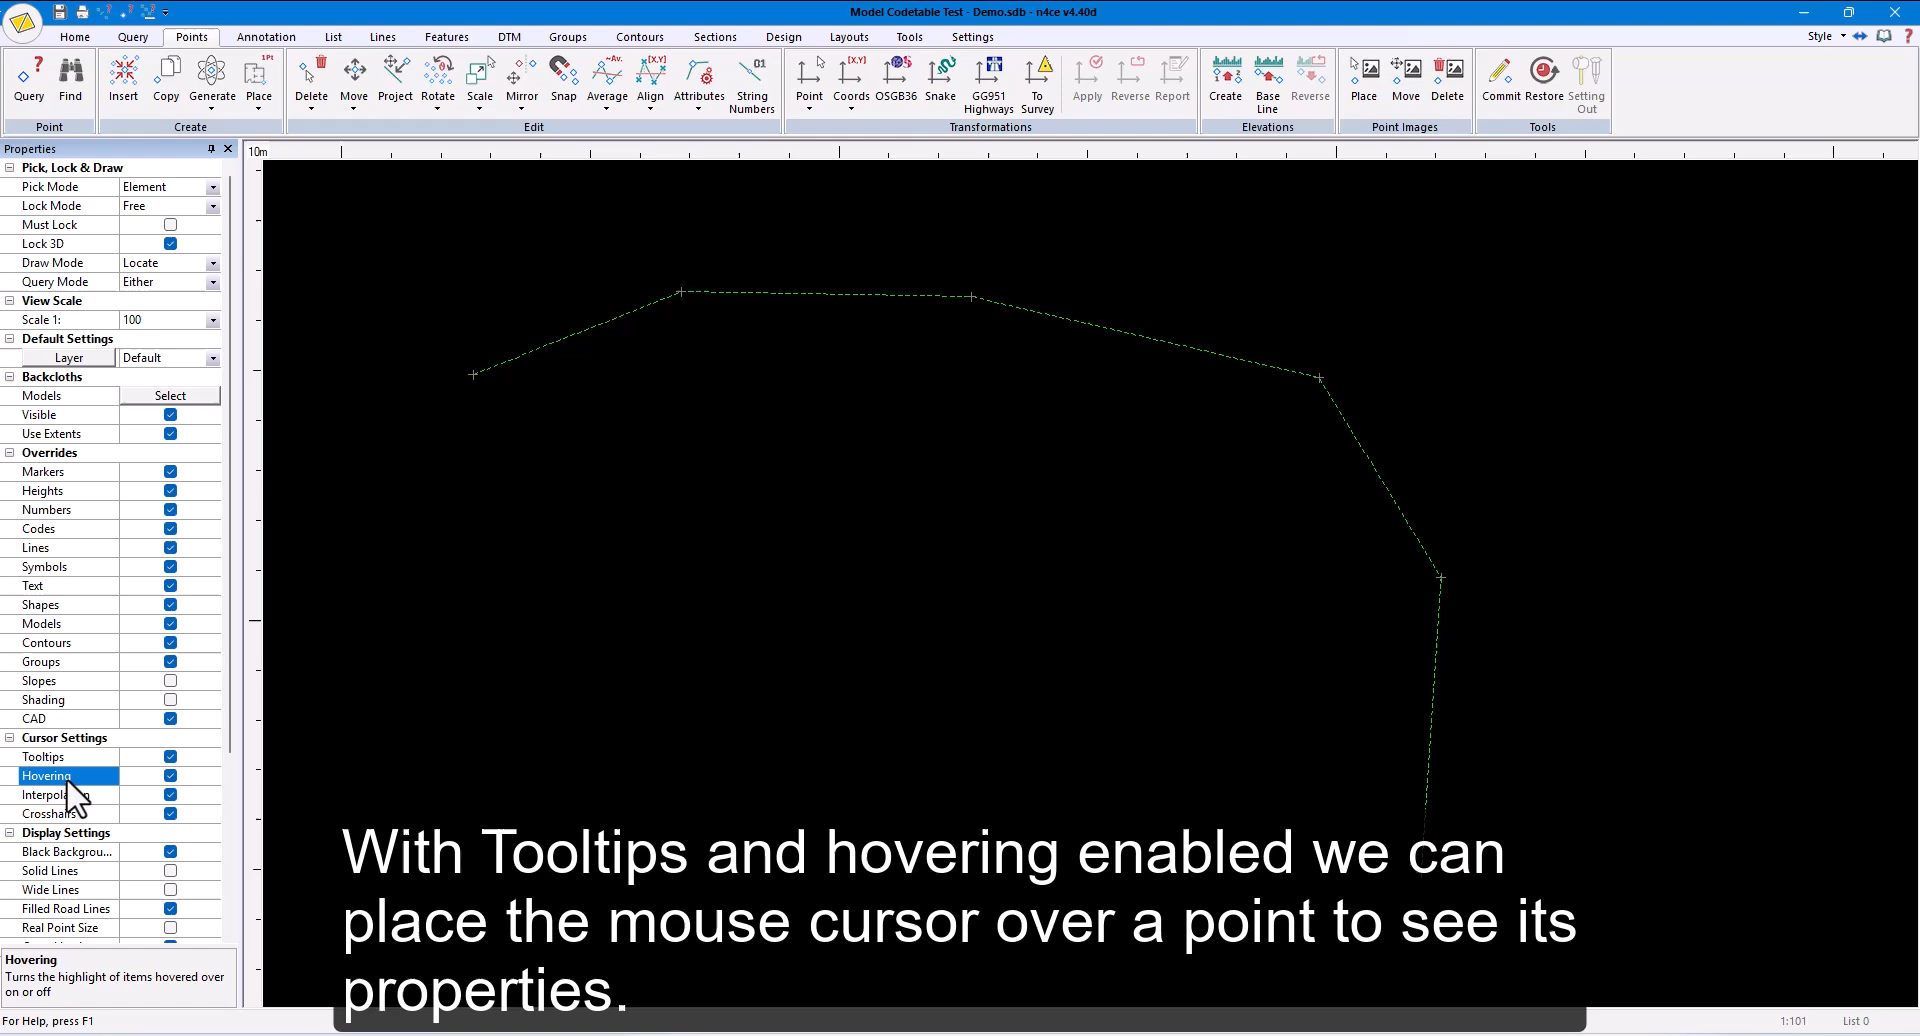 Model Codetable Test - Demo.sdb - n4ce v4.40d
Home Query Points Annotation List Lines Features DTM Groups Contours Sections Design Layouts Tools Settings Style
Query Find Insert Copy Generate Place Delete Move Project Rotate Scale Mirror Snap Average Align Attributes String Numbers Point Coords OSGB36 Snake GG951 Highways To Survey Apply Reverse Report Create Base Line Reverse Place Move Delete Commit Restore Setting Out
Point Create Edit Transformations Elevations Point Images Tools
Properties
10m
Pick, Lock & Draw
Pick Mode Element
Lock Mode Free
Must Lock
Lock 3D
Draw Mode Locate
Query Mode Either
View Scale
Scale 1: 100
Default Settings
Layer Default
Backcloths
Models Select
Visible
Use Extents
Overrides
Markers
Heights
Numbers
Codes
Lines
Symbols
Text
Shapes
Models
Contours
Groups
Slopes
Shading
CAD
Cursor Settings
Tooltips
Hovering
Crosshairs
Display Settings
Black Backgrou...
Solid Lines
Wide Lines
Filled Road Lines
Real Point Size
Hovering
Turns the highlight of items hovered over
on or off
With Tooltips and hovering enabled we can
place the mouse cursor over a point to see its
properties.
For Help, press F1
1:101 List 0